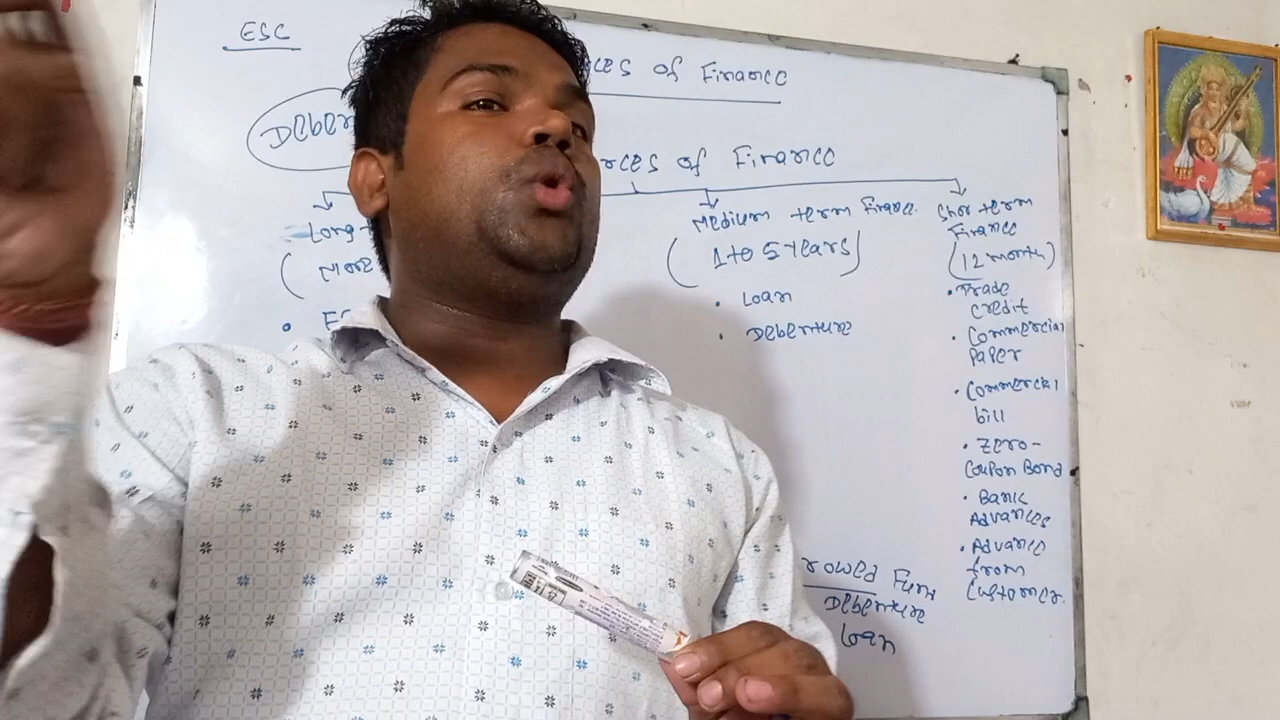 ESC
ces of Finance
Deben
rces of Finance
Long-
(More
Medium term Finance.
(1 to 5 years)
• Loan
• Debenture
Shor term
Finance
(12 month)
• Trade
credit
• Commercial
Paper
• Commercial
bill
• Zero-
Coupon Bond
• Bank
Advances
• Advance
from
Customer.
rowed Fund
Debenture
Loan